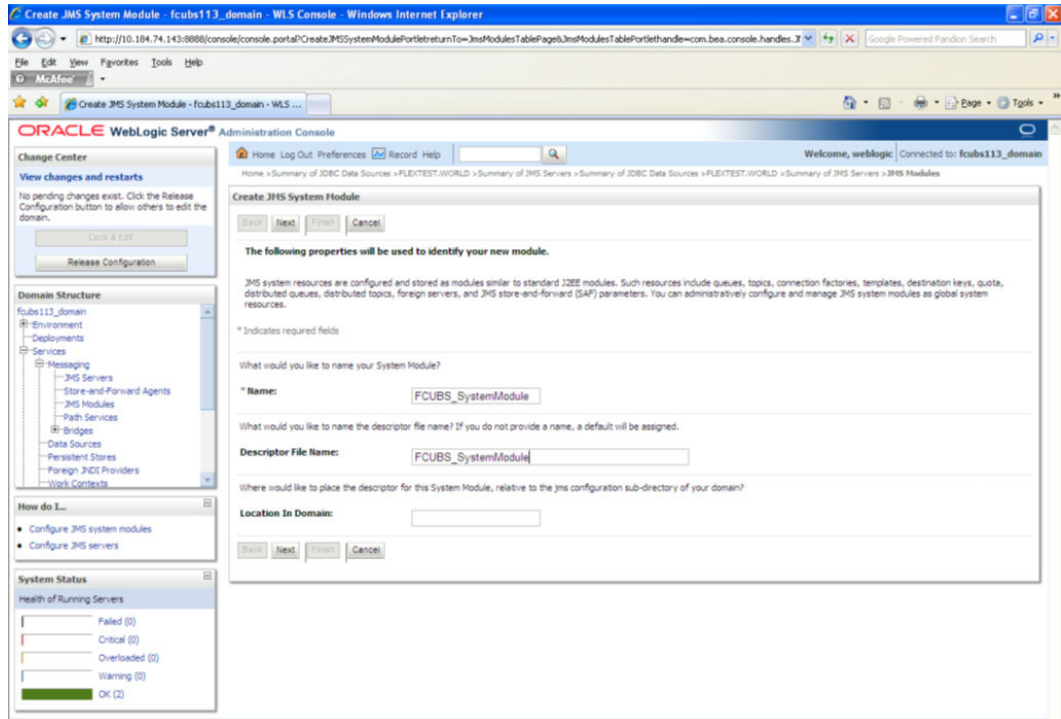 Create JMS System Module - fcubs113_domain - WLS Console - Windows Internet Explorer
http://10.184.74.143:8888/console/console.portal?CreateJMSSystemModulePortletreturnTo=JmsModulesTablePage&JmsModulesTablePortlethandle=com.bea.console.handles.J
Google Powered Pandion Search
File Edit View Favorites Tools Help
McAfee
Create JMS System Module - fcubs113_domain - WLS ...
Page Tools
ORACLE WebLogic Server® Administration Console
Change Center
View changes and restarts
No pending changes exist. Click the Release
Configuration button to allow others to edit the
domain.
Lock & Edit
Release Configuration
Domain Structure
fcubs113_domain
Environment
Deployments
Services
Messaging
JMS Servers
Store-and-Forward Agents
JMS Modules
Path Services
Bridges
Data Sources
Persistent Stores
Foreign JNDI Providers
Work Contexts
How do I...
Configure JMS system modules
Configure JMS servers
System Status
Health of Running Servers
Failed (0)
Critical (0)
Overloaded (0)
Warning (0)
OK (2)
Home Log Out Preferences Record Help
Welcome, weblogic Connected to: fcubs113_domain
Home >Summary of JDBC Data Sources >FLEXTEST.WORLD >Summary of JMS Servers >Summary of JDBC Data Sources >FLEXTEST.WORLD >Summary of JMS Servers >JMS Modules
Create JMS System Module
Back Next Finish Cancel
The following properties will be used to identify your new module.
JMS system resources are configured and stored as modules similar to standard J2EE modules. Such resources include queues, topics, connection factories, templates, destination keys, quota,
distributed queues, distributed topics, foreign servers, and JMS store-and-forward (SAF) parameters. You can administratively configure and manage JMS system modules as global system
resources.
* Indicates required fields
What would you like to name your System Module?
* Name: FCUBS_SystemModule
What would you like to name the descriptor file name? If you do not provide a name, a default will be assigned.
Descriptor File Name: FCUBS_SystemModule
Where would like to place the descriptor for this System Module, relative to the jms configuration sub-directory of your domain?
Location In Domain:
Back Next Finish Cancel